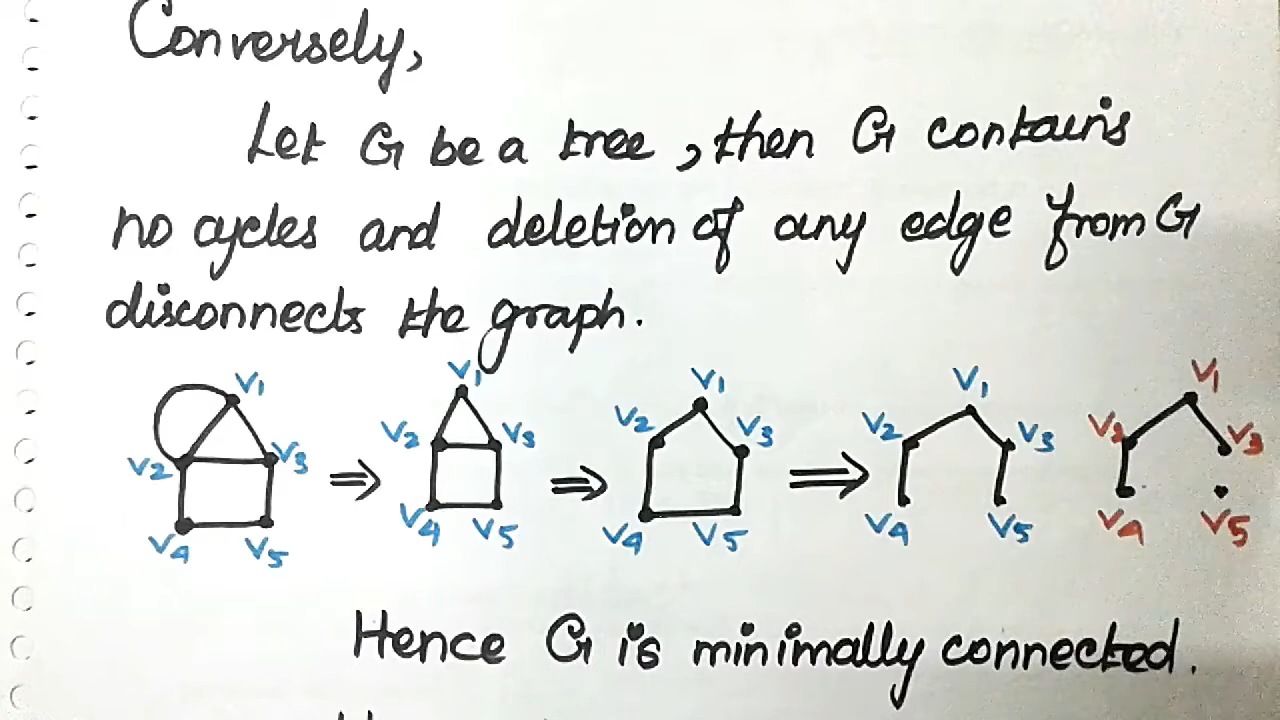 Conversely,
Let G be a tree, then G contains
no cycles and deletion of any edge from G
disconnects the graph.
V1 V2 V3 V4 V5
⇒
V1 V2 V3 V4 V5
⇒
V1 V2 V3 V4 V5
⇒
V1 V2 V3 V4 V5
V1 V3 V4 V5
Hence G is minimally connected.